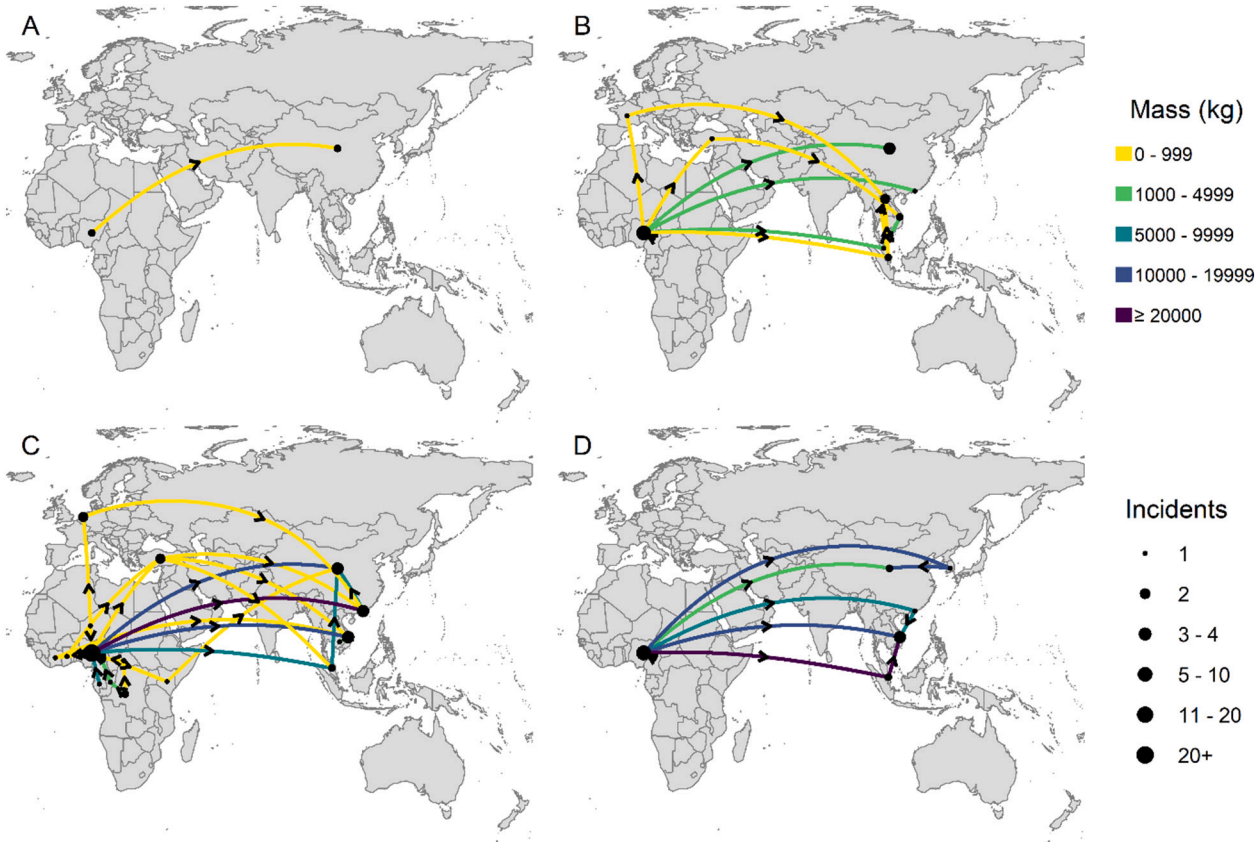 A
B
Mass (kg)
0 - 999
1000 - 4999
5000 - 9999
10000 - 19999
≥ 20000
C
D
Incidents
1
2
3 - 4
5 - 10
11 - 20
20+